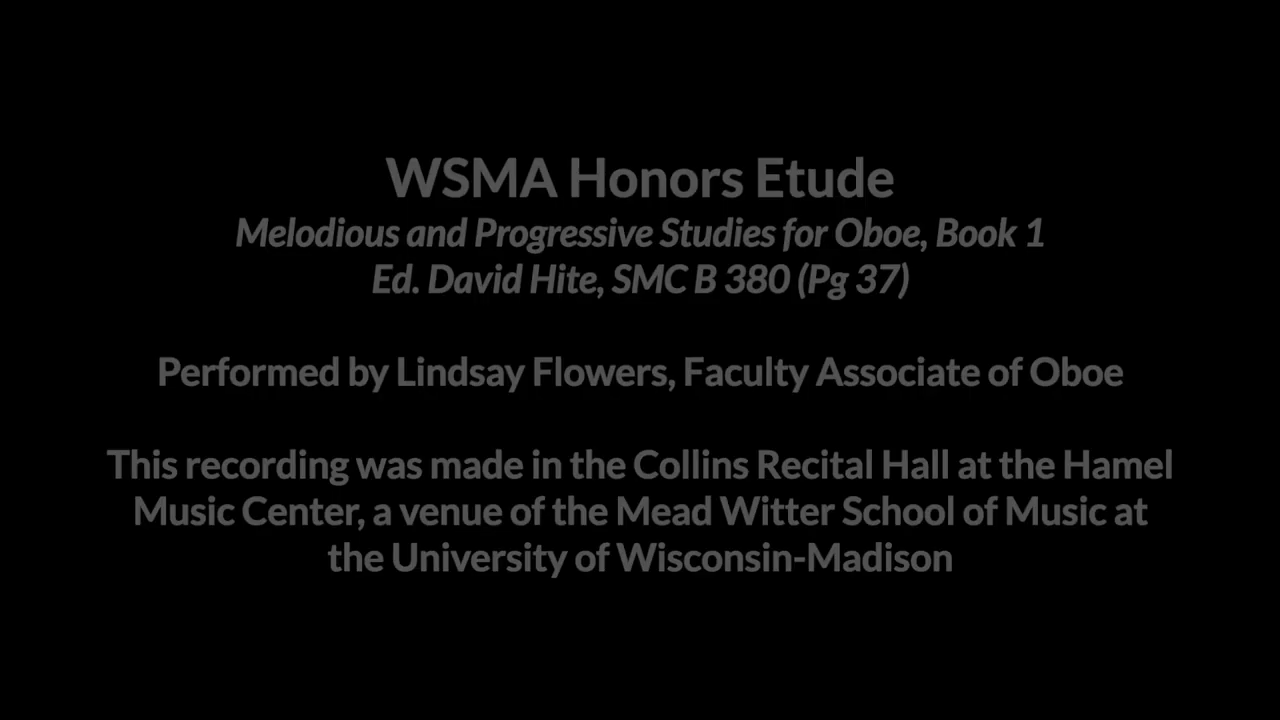 WSMA Honors Etude
Melodious and Progressive Studies for Oboe, Book 1
Ed. David Hite, SMC B 380 (Pg 37)
Performed by Lindsay Flowers, Faculty Associate of Oboe
This recording was made in the Collins Recital Hall at the Hamel
Music Center, a venue of the Mead Witter School of Music at
the University of Wisconsin-Madison